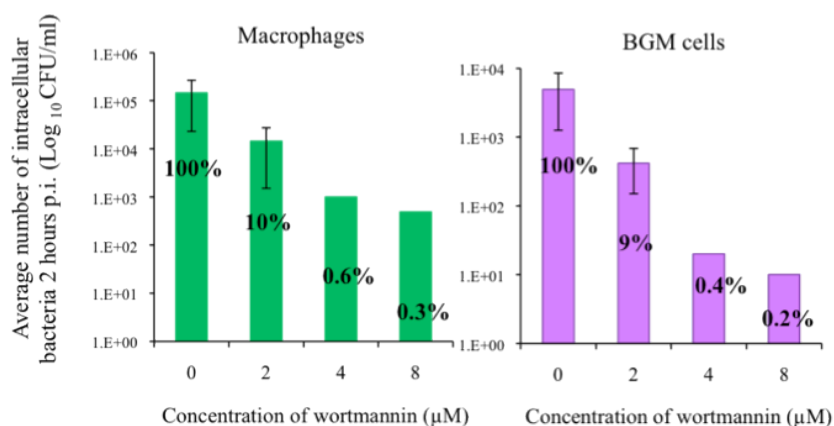 Average number of intracellular
bacteria 2 hours p.i. (Log 10 CFU/ml)
Macrophages
1.E+06
1.E+05
1.E+04
1.E+03
1.E+02
1.E+01
1.E+00
100%
10%
0.6%
0.3%
0 2 4 8
Concentration of wortmannin (µM)
BGM cells
1.E+04
1.E+03
1.E+02
1.E+01
1.E+00
100%
9%
0.4%
0.2%
0 2 4 8
Concentration of wortmannin (µM)